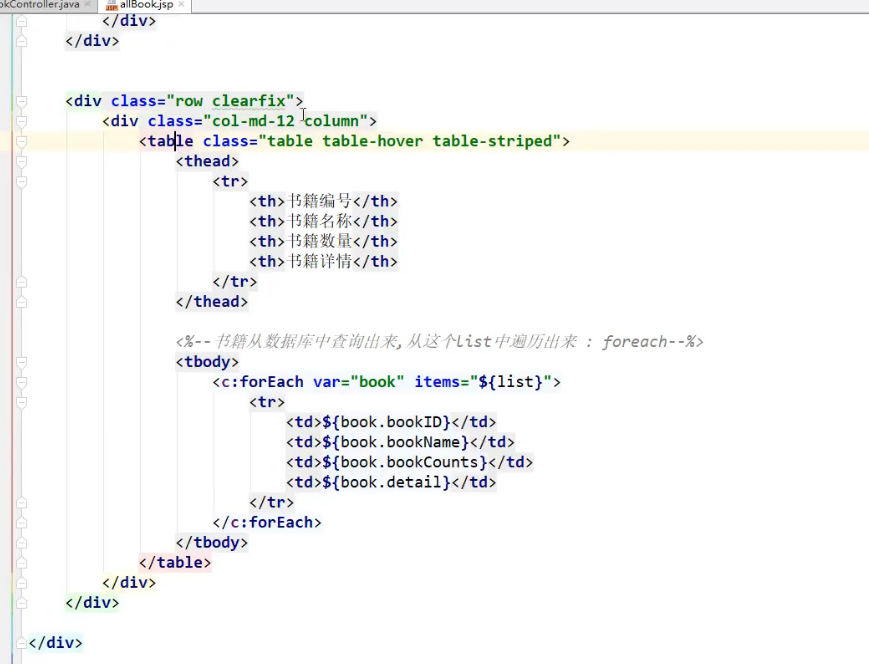 okController.java
allBook.jsp
</div>
</div>
<div class="row clearfix">
<div class="col-md-12 column">
<table class="table table-hover table-striped">
<thead>
<tr>
<th>书籍编号</th>
<th>书籍名称</th>
<th>书籍数量</th>
<th>书籍详情</th>
</tr>
</thead>
<%--书籍从数据库中查询出来,从这个list中遍历出来 : foreach--%>
<tbody>
<c:forEach var="book" items="${list}">
<tr>
<td>${book.bookID}</td>
<td>${book.bookName}</td>
<td>${book.bookCounts}</td>
<td>${book.detail}</td>
</tr>
</c:forEach>
</tbody>
</table>
</div>
</div>
</div>